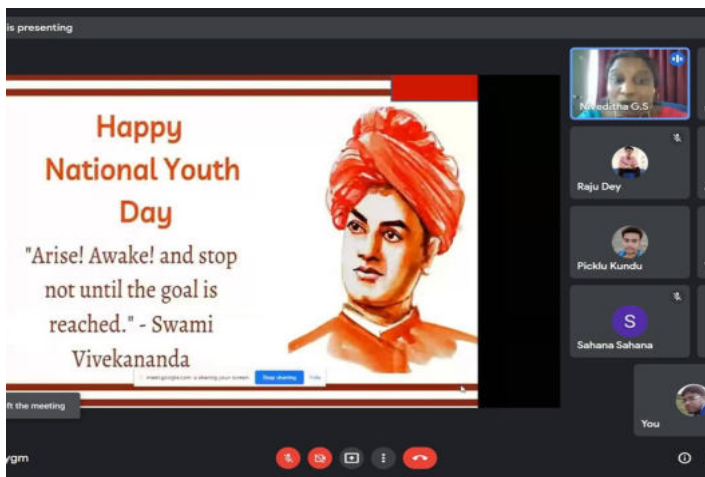 is presenting
Happy
National Youth
Day
"Arise! Awake! and stop
not until the goal is
reached." - Swami
Vivekananda
meet.google.com is sharing your screen.
Stop sharing
Hide
ft the meeting
ygm
Niveditha G.S
Raju Dey
Picklu Kundu
S
Sahana Sahana
You